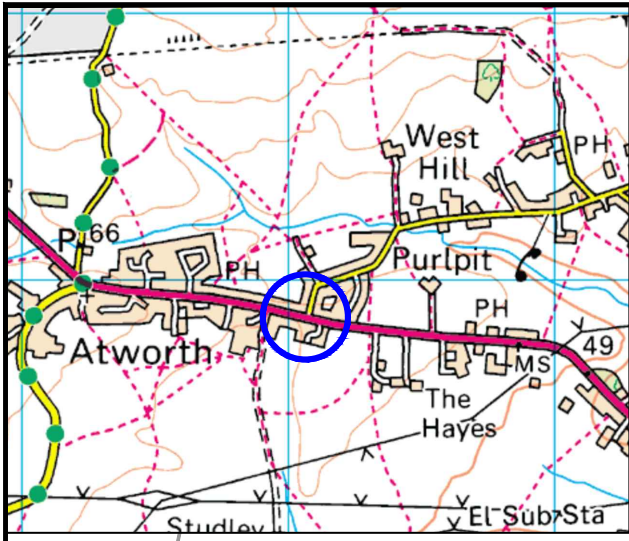 West
Hill
PH
66
PH
Purlpit
PH
Atworth
49
MS
The
Hayes
El Sub Sta
Studley